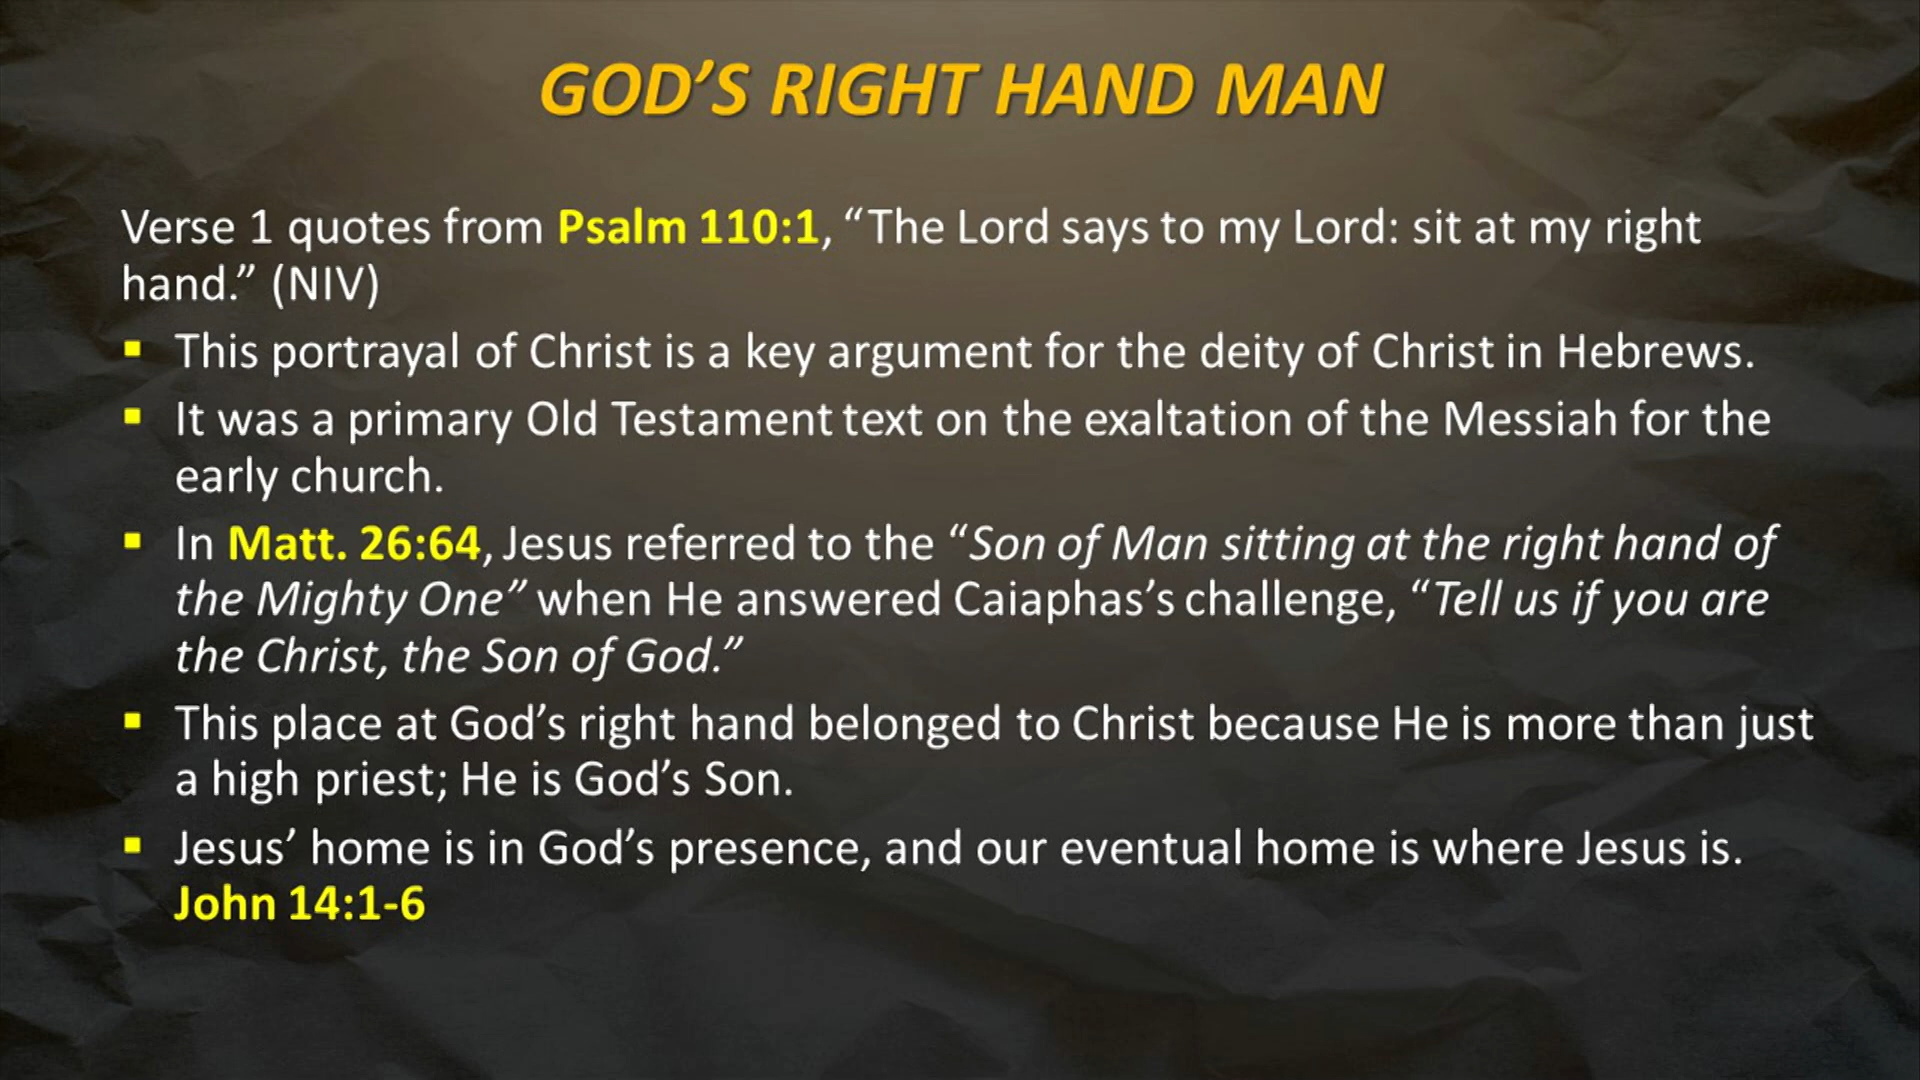 GOD’S RIGHT HAND MAN
Verse 1 quotes from Psalm 110:1, “The Lord says to my Lord: sit at my right
hand.” (NIV)
▪ This portrayal of Christ is a key argument for the deity of Christ in Hebrews.
▪ It was a primary Old Testament text on the exaltation of the Messiah for the
early church.
▪ In Matt. 26:64, Jesus referred to the “Son of Man sitting at the right hand of
the Mighty One” when He answered Caiaphas’s challenge, “Tell us if you are
the Christ, the Son of God.”
▪ This place at God’s right hand belonged to Christ because He is more than just
a high priest; He is God’s Son.
▪ Jesus’ home is in God’s presence, and our eventual home is where Jesus is.
John 14:1-6